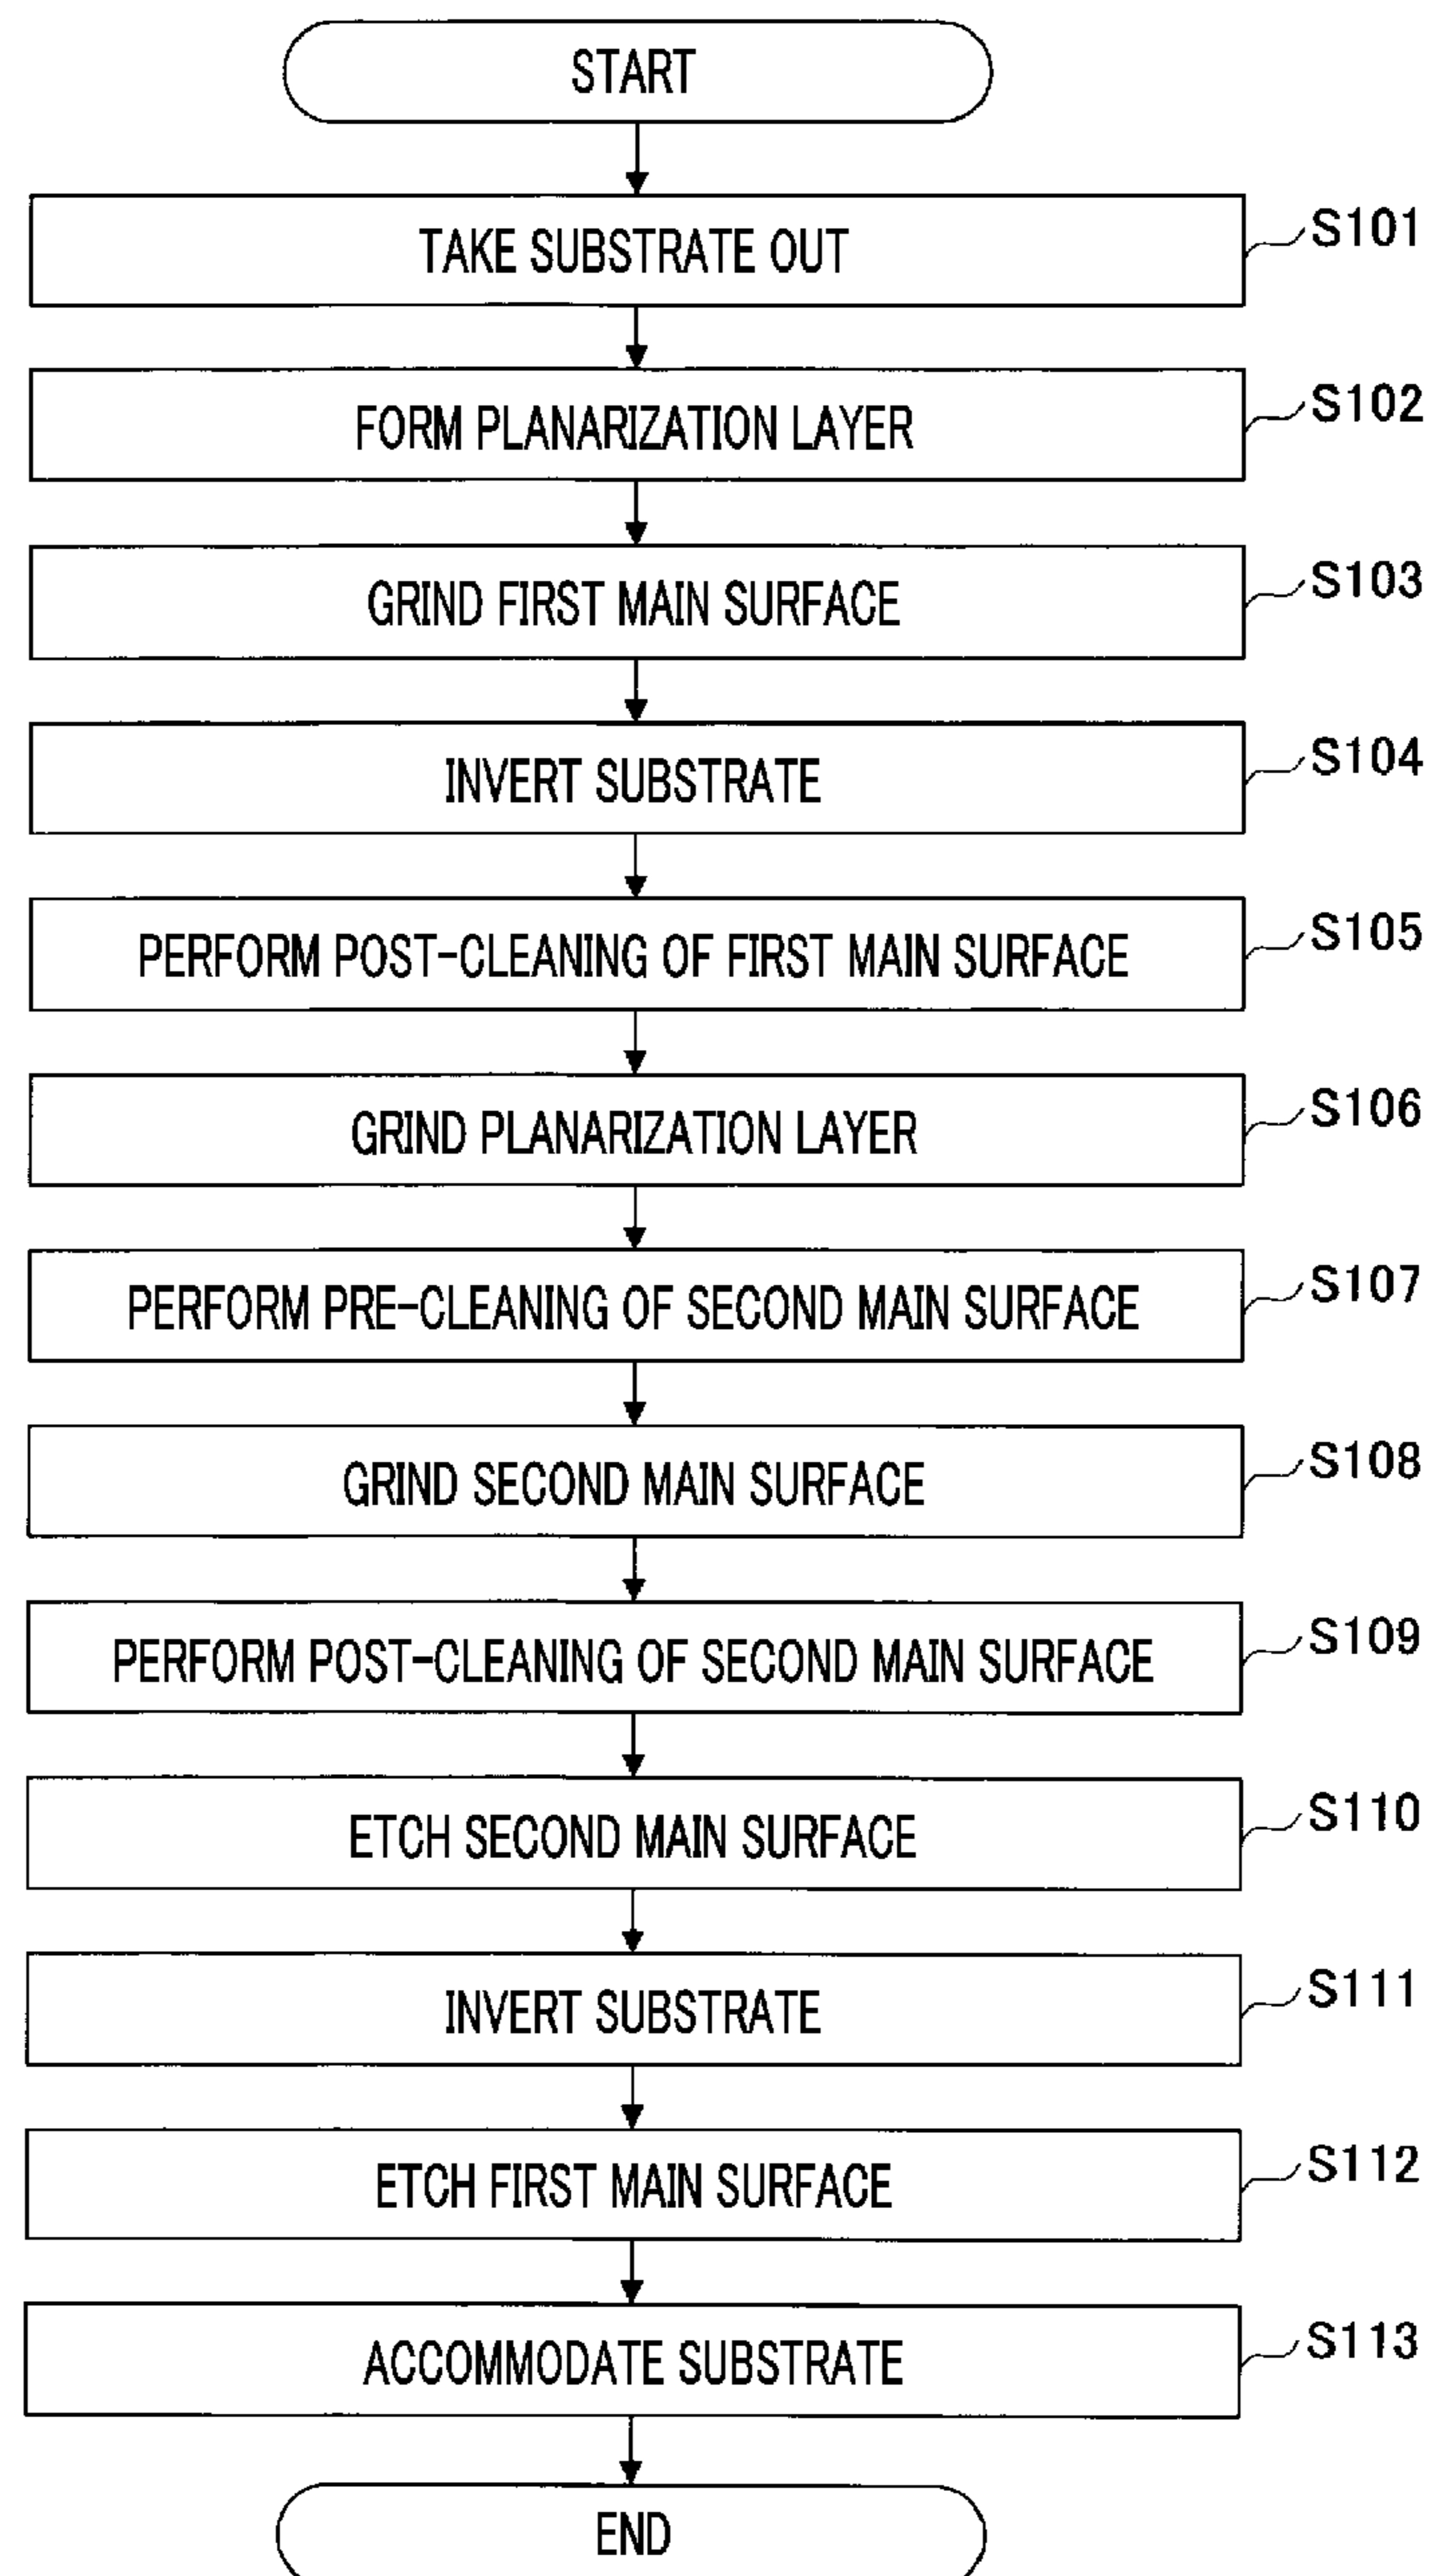 START
TAKE SUBSTRATE OUT S101
FORM PLANARIZATION LAYER S102
GRIND FIRST MAIN SURFACE S103
INVERT SUBSTRATE S104
PERFORM POST-CLEANING OF FIRST MAIN SURFACE S105
GRIND PLANARIZATION LAYER S106
PERFORM PRE-CLEANING OF SECOND MAIN SURFACE S107
GRIND SECOND MAIN SURFACE S108
PERFORM POST-CLEANING OF SECOND MAIN SURFACE S109
ETCH SECOND MAIN SURFACE S110
INVERT SUBSTRATE S111
ETCH FIRST MAIN SURFACE S112
ACCOMMODATE SUBSTRATE S113
END